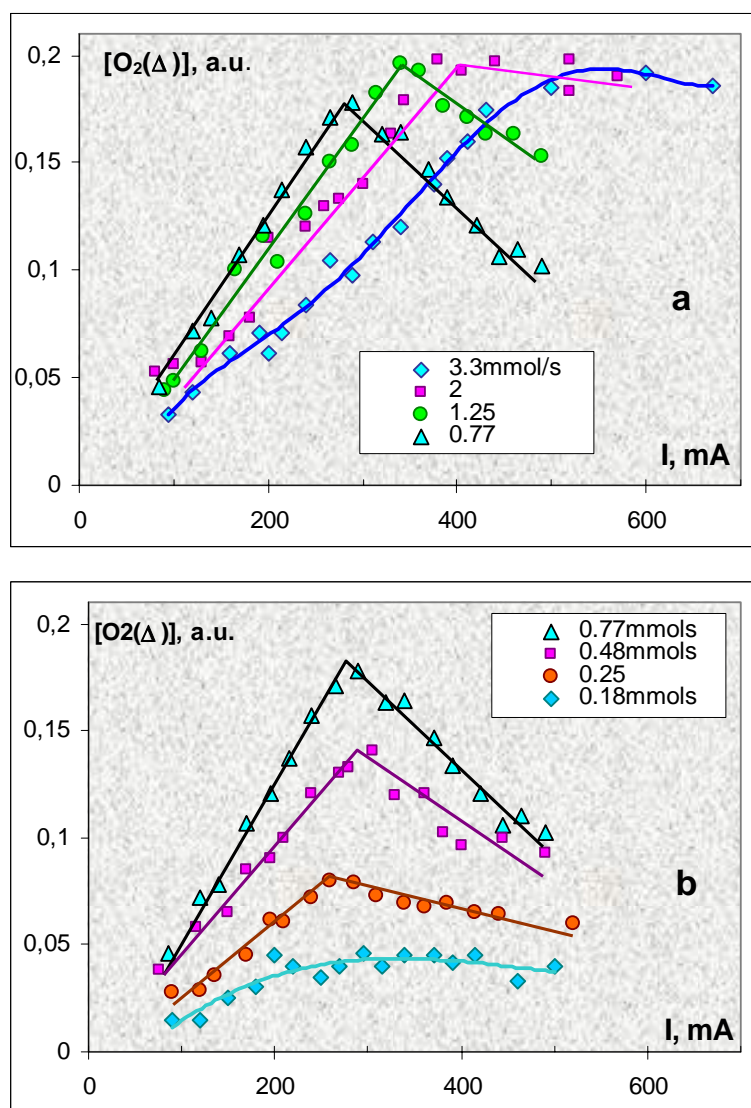 0,2
[O₂(Δ)], a.u.
0,15
0,1
a
0,05
3.3mmol/s
2
1.25
0.77
I, mA
0
0 200 400 600
0,2
[O2(Δ)], a.u.
0.77mmols
0.48mmols
0.25
0.18mmols
0,15
0,1
b
0,05
I, mA
0
0 200 400 600